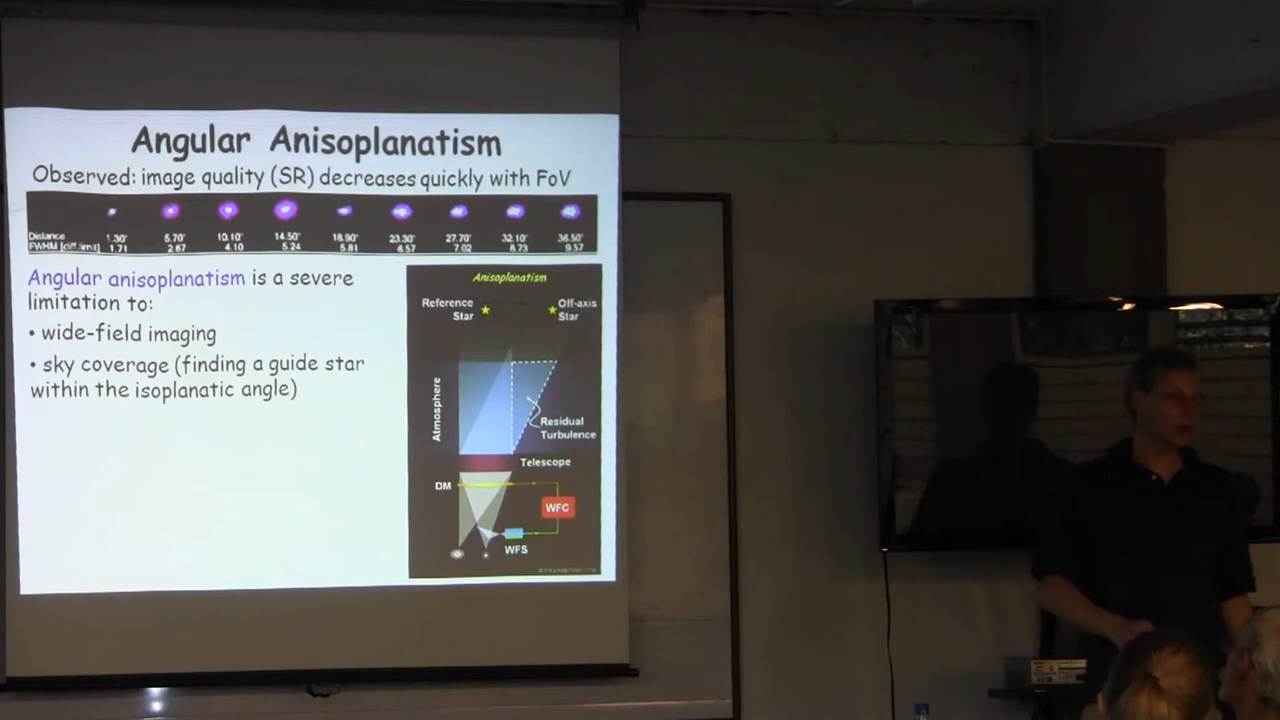 Angular Anisoplanatism
Observed: image quality (SR) decreases quickly with FoV
Distance 1.30" 5.70" 10.10" 14.50" 18.90" 23.30" 27.70" 32.10" 36.50"
FWHM [diff.limit] 1.71 2.67 4.10 5.24 5.81 6.57 7.02 8.73 9.57
Angular anisoplanatism is a severe
limitation to:
• wide-field imaging
• sky coverage (finding a guide star
within the isoplanatic angle)
Anisoplanatism
Reference
Star
Off-axis
Star
Atmosphere
Residual
Turbulence
Telescope
DM
WFC
WFS